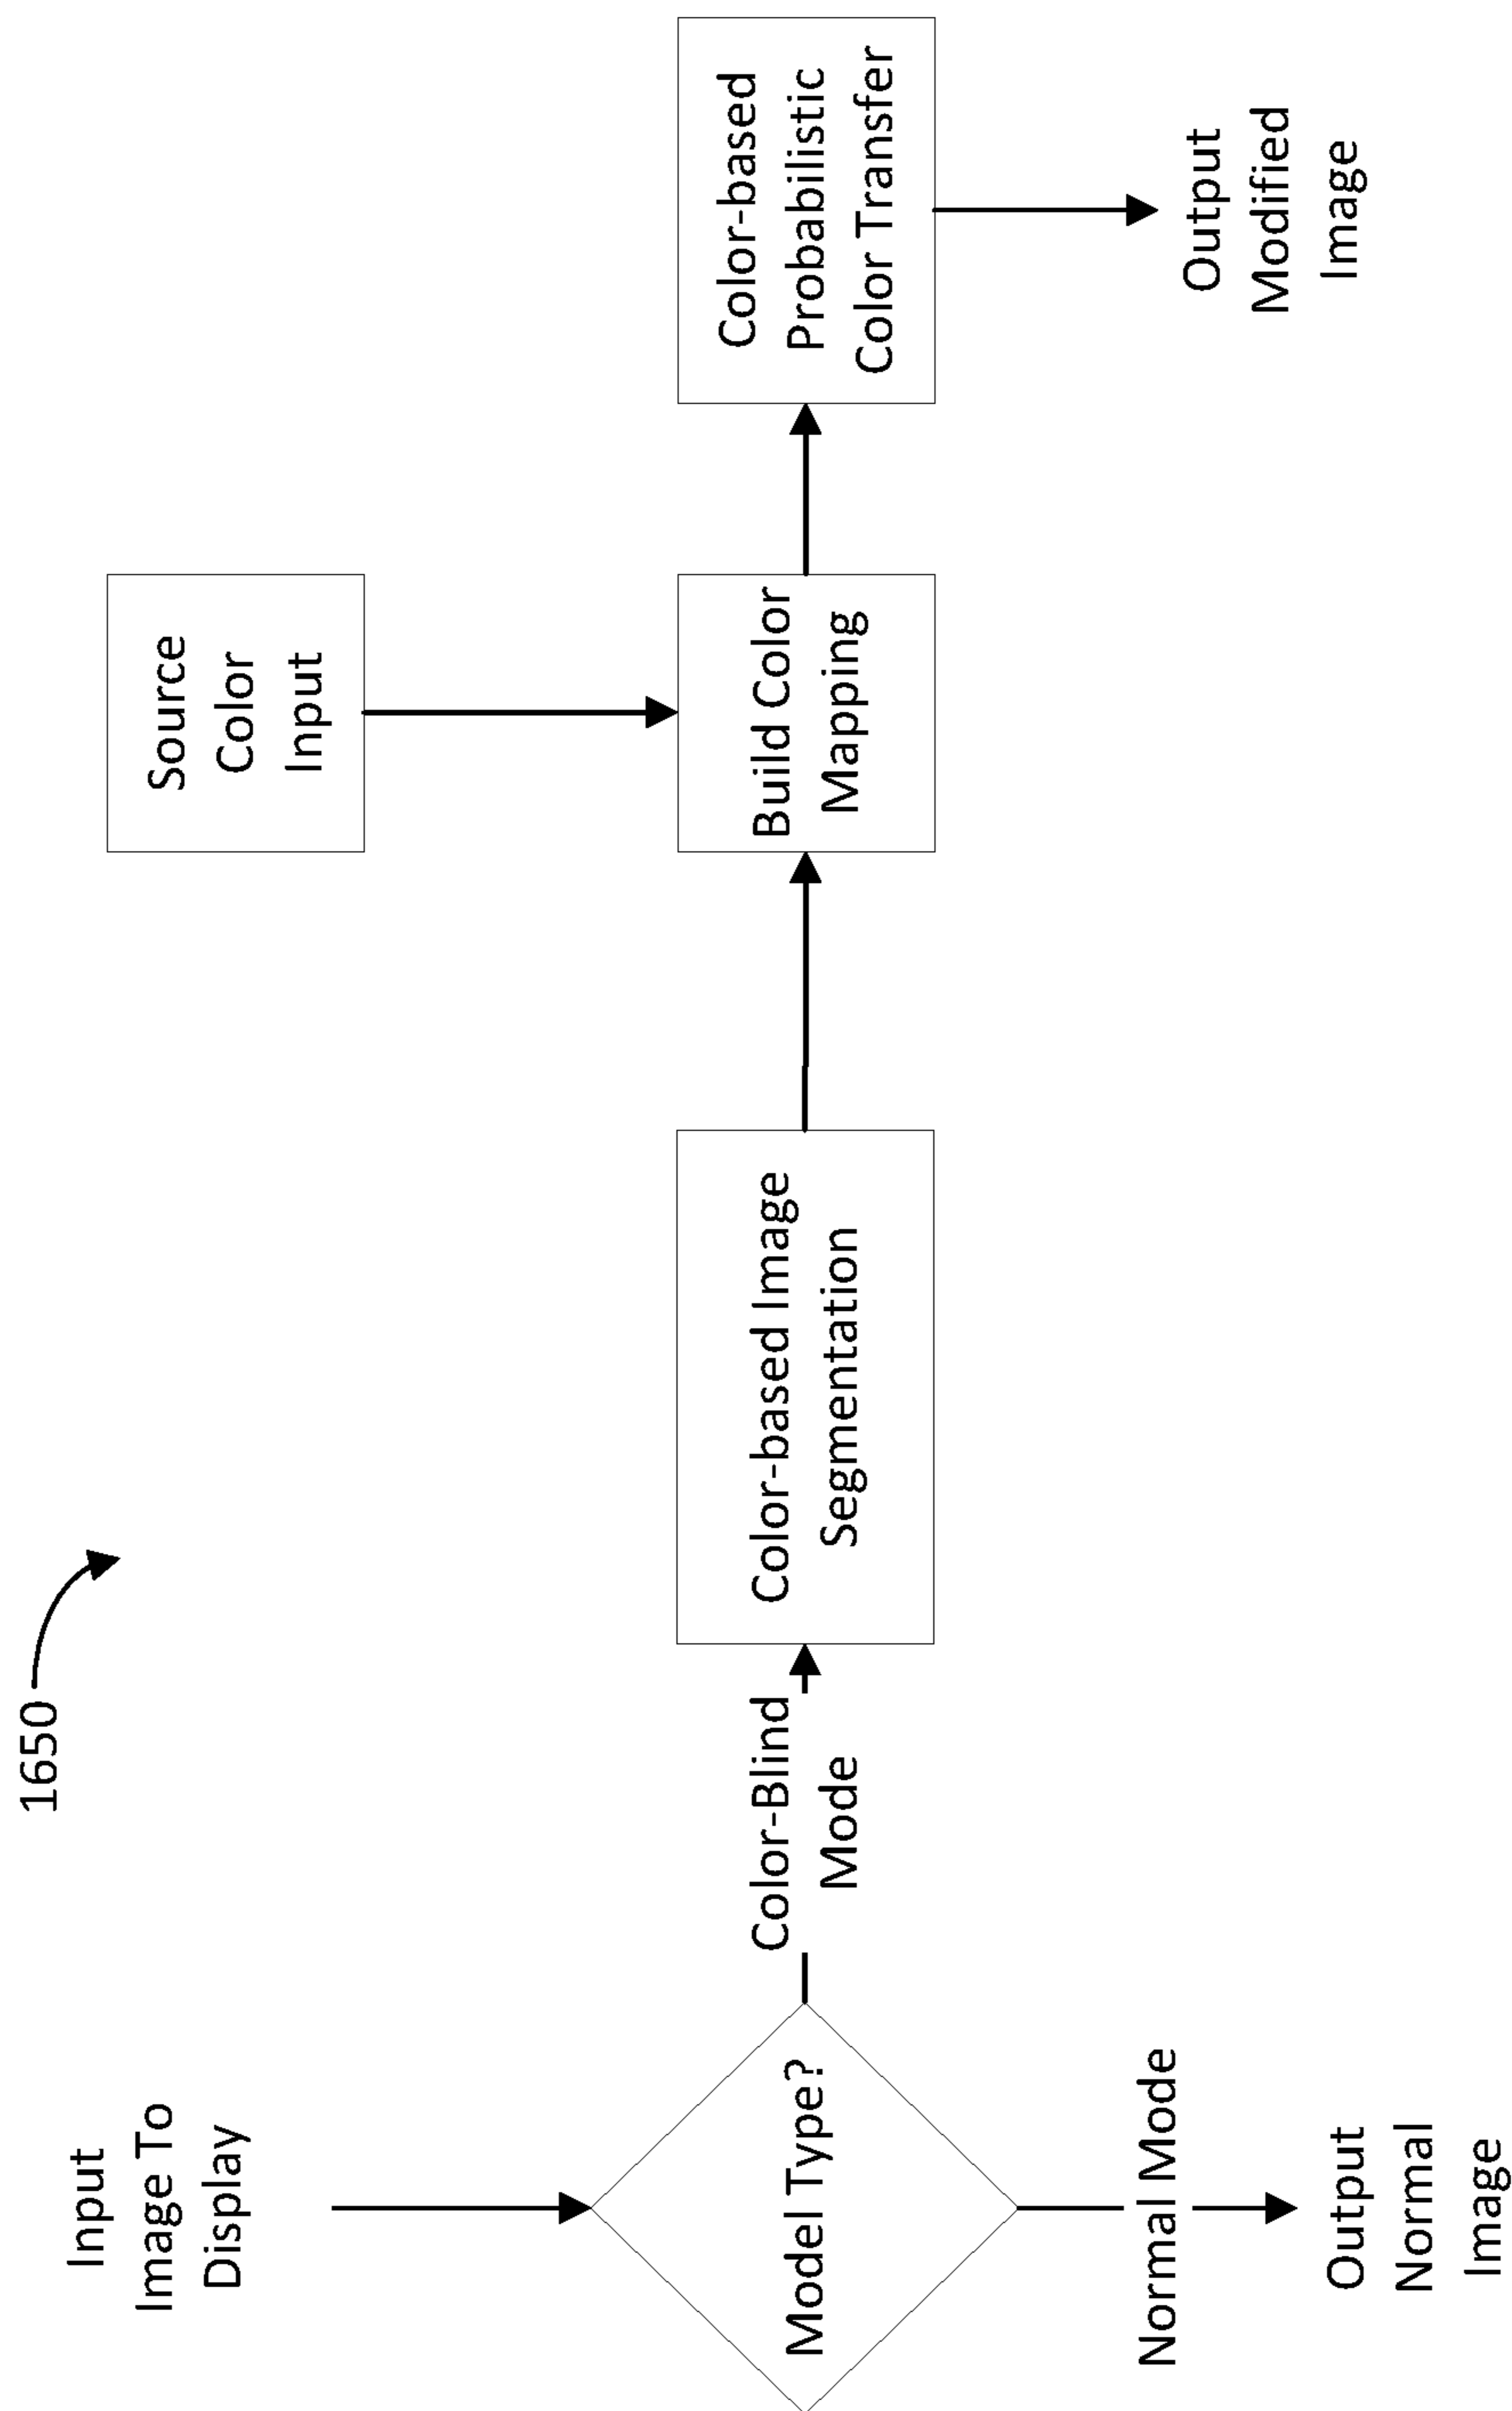 1650
Input
Image To
Display
Model Type?
Normal Mode
Output
Normal
Image
Color-Blind
Mode
Color-based Image
Segmentation
Source
Color
Input
Build Color
Mapping
Color-based
Probabilistic
Color Transfer
Output
Modified
Image